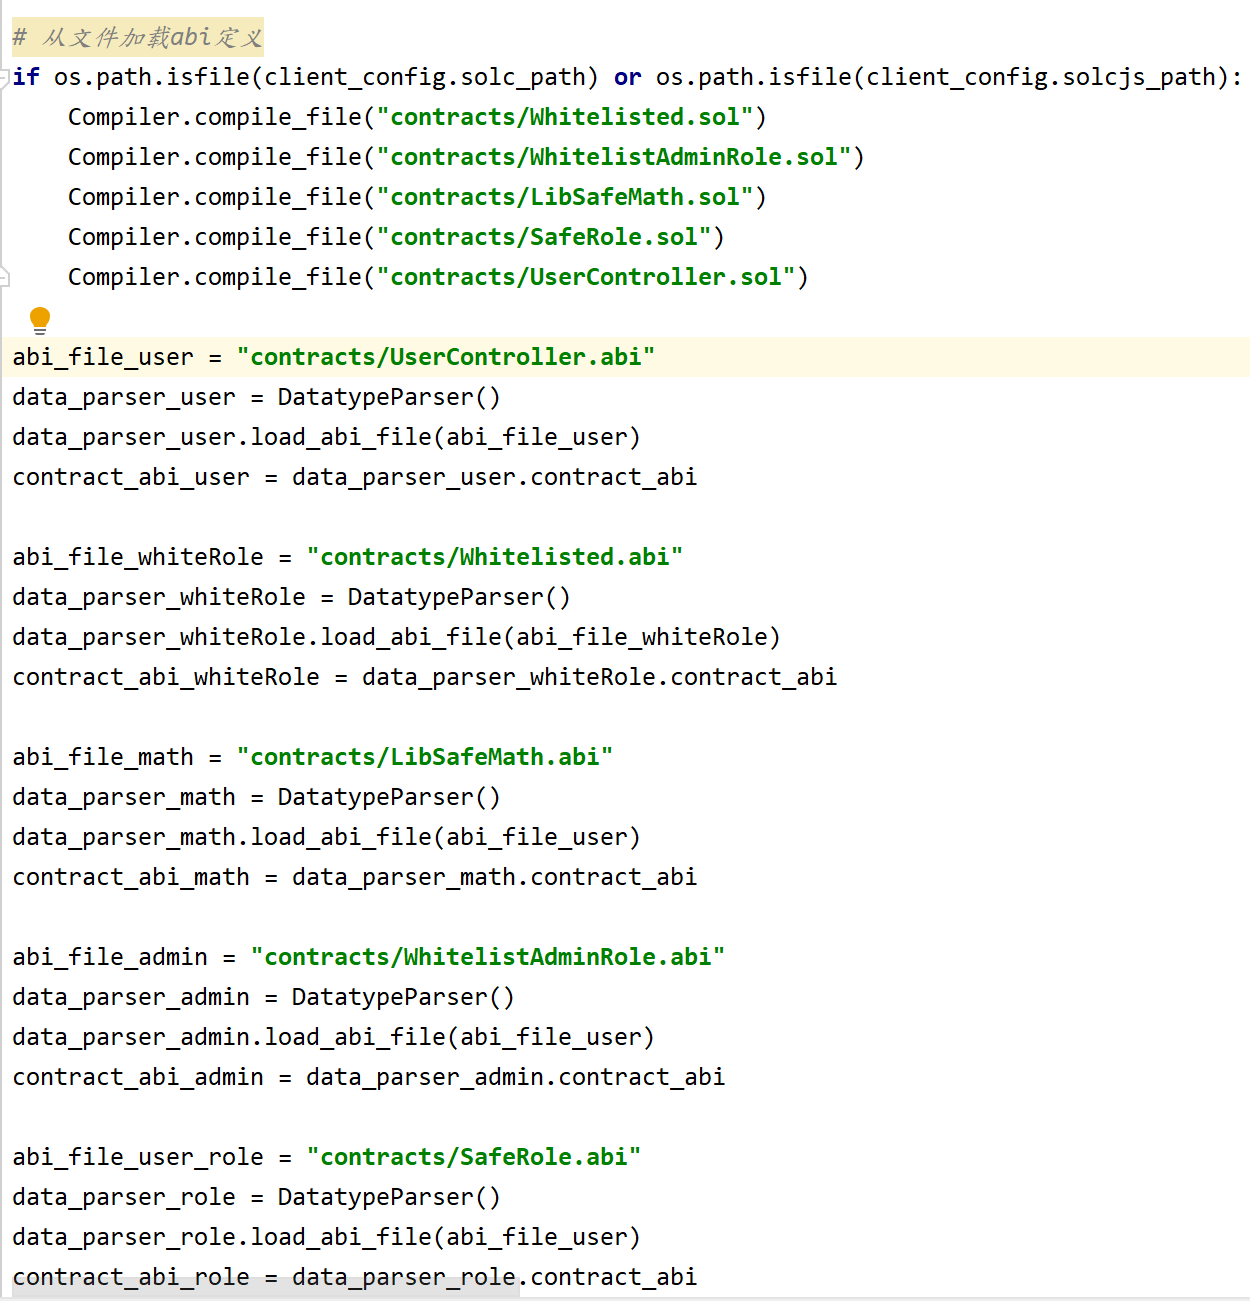 # 从文件加载abi定义
if os.path.isfile(client_config.solc_path) or os.path.isfile(client_config.solcjs_path):
    Compiler.compile_file("contracts/Whitelisted.sol")
    Compiler.compile_file("contracts/WhitelistAdminRole.sol")
    Compiler.compile_file("contracts/LibSafeMath.sol")
    Compiler.compile_file("contracts/SafeRole.sol")
    Compiler.compile_file("contracts/UserController.sol")
abi_file_user = "contracts/UserController.abi"
data_parser_user = DatatypeParser()
data_parser_user.load_abi_file(abi_file_user)
contract_abi_user = data_parser_user.contract_abi
abi_file_whiteRole = "contracts/Whitelisted.abi"
data_parser_whiteRole = DatatypeParser()
data_parser_whiteRole.load_abi_file(abi_file_whiteRole)
contract_abi_whiteRole = data_parser_whiteRole.contract_abi
abi_file_math = "contracts/LibSafeMath.abi"
data_parser_math = DatatypeParser()
data_parser_math.load_abi_file(abi_file_user)
contract_abi_math = data_parser_math.contract_abi
abi_file_admin = "contracts/WhitelistAdminRole.abi"
data_parser_admin = DatatypeParser()
data_parser_admin.load_abi_file(abi_file_user)
contract_abi_admin = data_parser_admin.contract_abi
abi_file_user_role = "contracts/SafeRole.abi"
data_parser_role = DatatypeParser()
data_parser_role.load_abi_file(abi_file_user)
contract_abi_role = data_parser_role.contract_abi